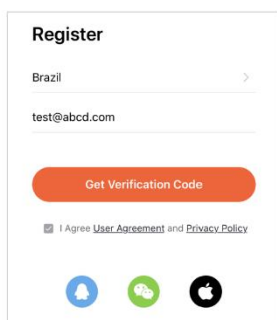 Register
Brazil
test@abcd.com
Get Verification Code
I Agree User Agreement and Privacy Policy